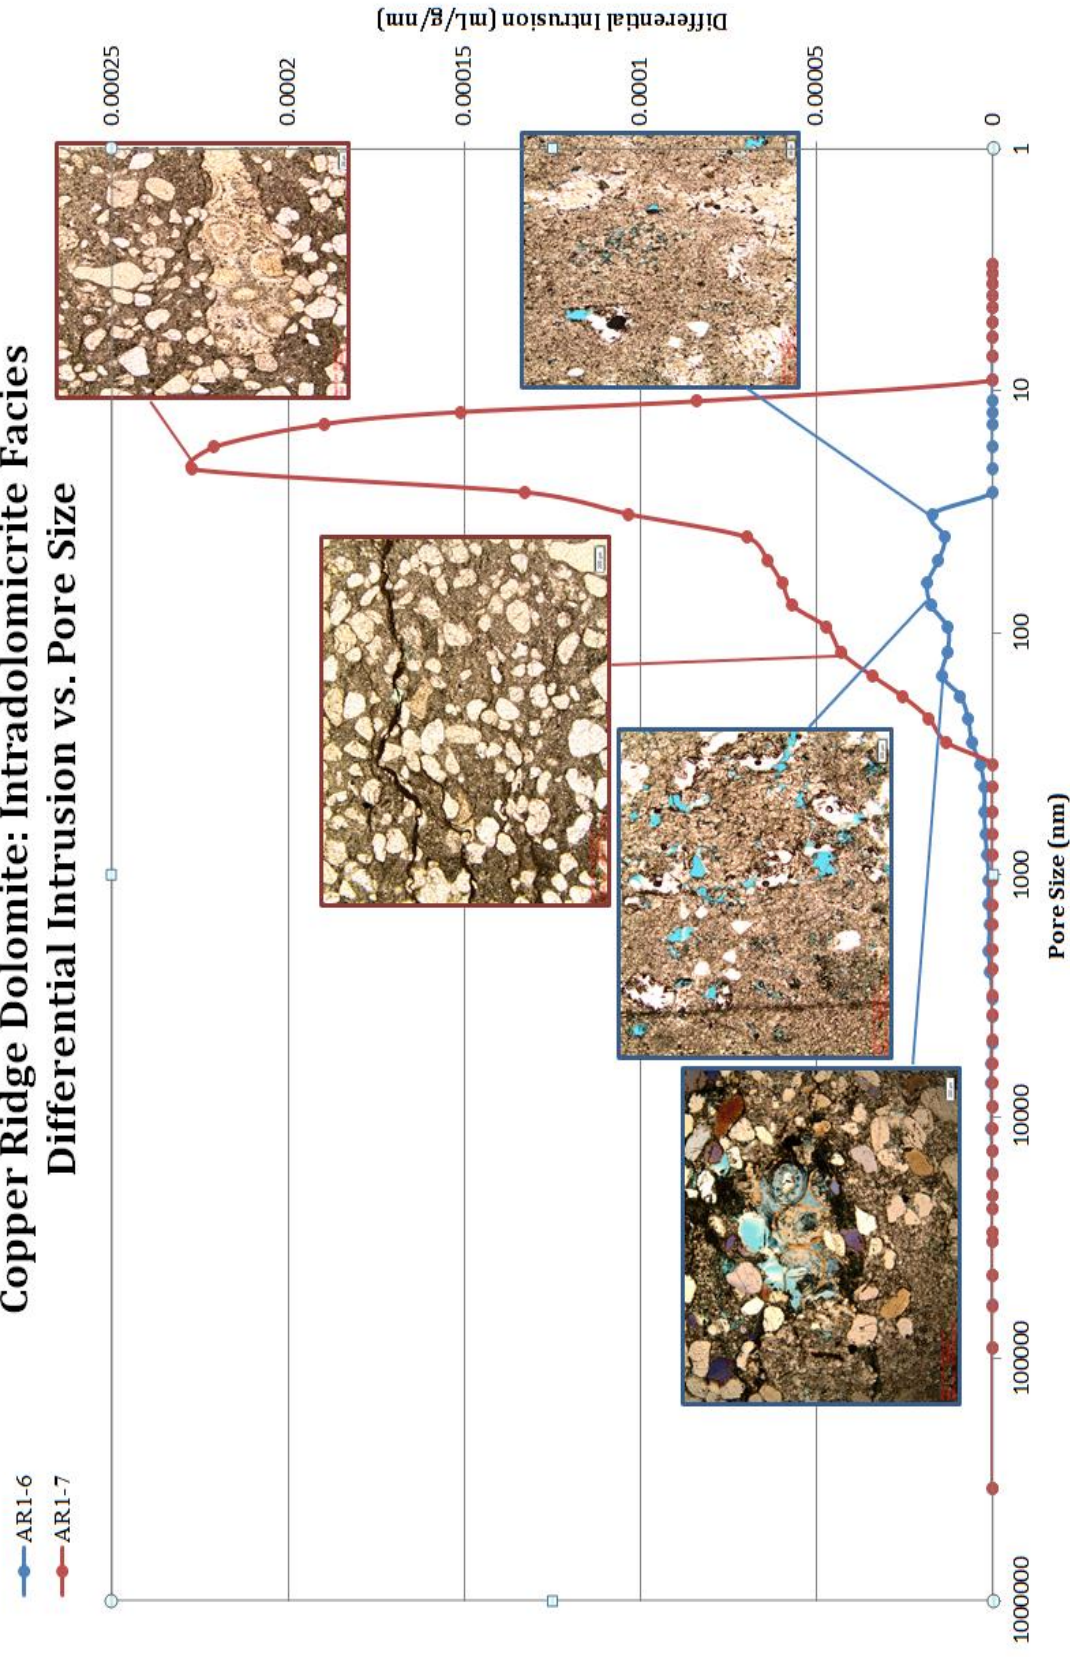 Copper Ridge Dolomite: Intradolomicrite Facies
Differential Intrusion vs. Pore Size
AR1-6
AR1-7
1000000
100000
10000
1000
100
10
1
Pore Size (nm)
0.00025
0.0002
0.00015
0.0001
0.00005
0
Differential Intrusion (mL/g/nm)